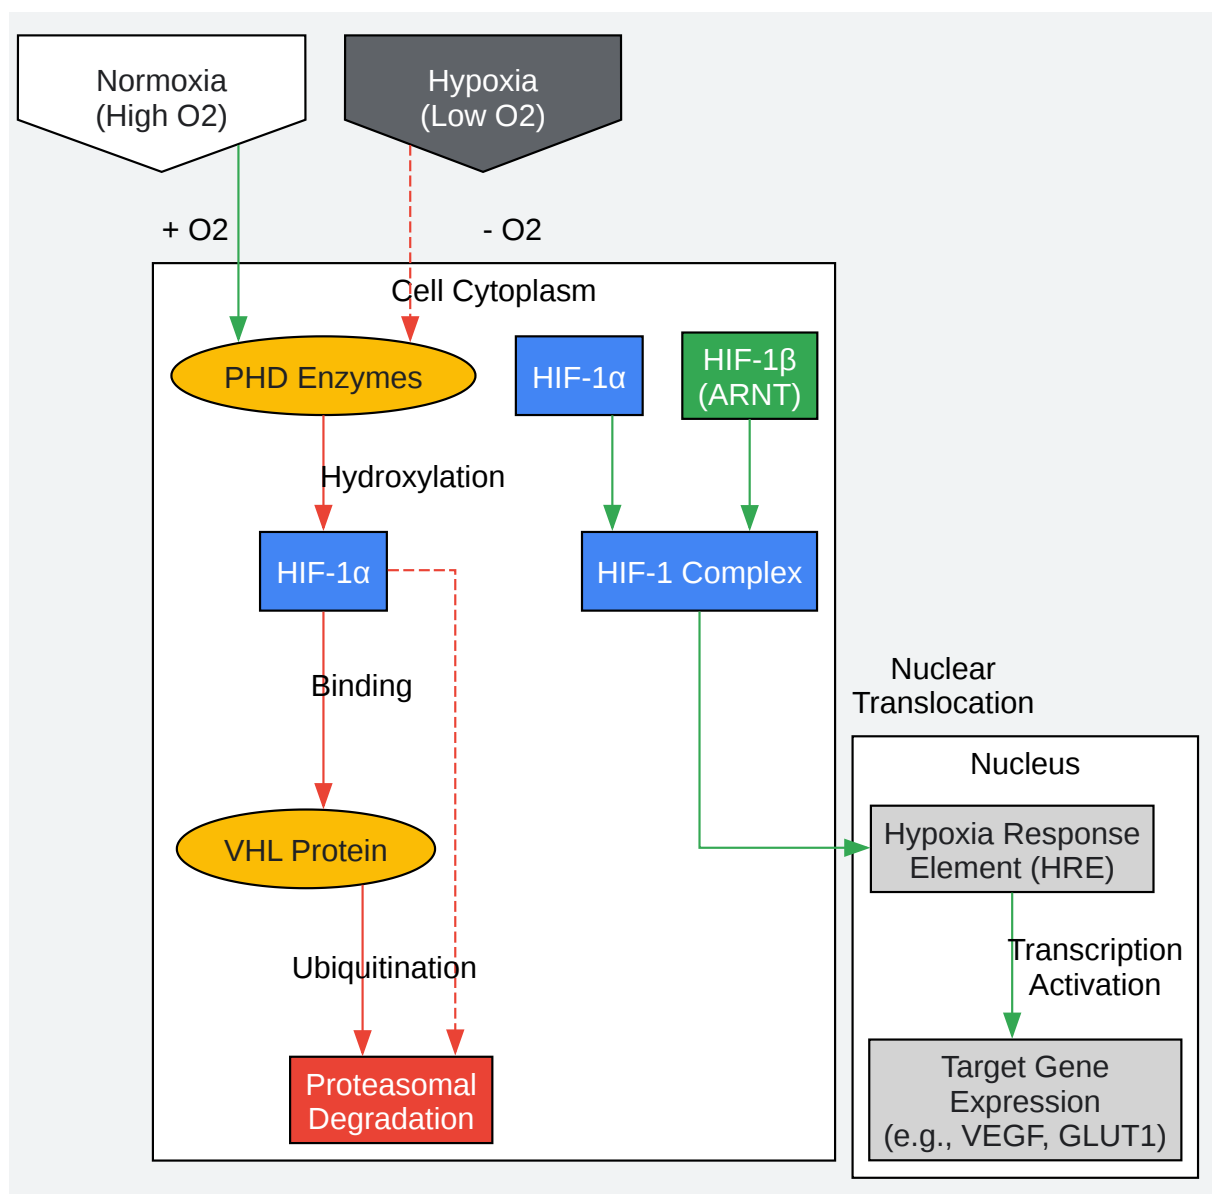 Normoxia
(High O2)
Hypoxia
(Low O2)
+ O2
- O2
Cell Cytoplasm
PHD Enzymes
HIF-1α
HIF-1β
(ARNT)
Hydroxylation
HIF-1α
HIF-1 Complex
Binding
Nuclear
Translocation
Nucleus
VHL Protein
Hypoxia Response
Element (HRE)
Ubiquitination
Transcription
Activation
Proteasomal
Degradation
Target Gene
Expression
(e.g., VEGF, GLUT1)